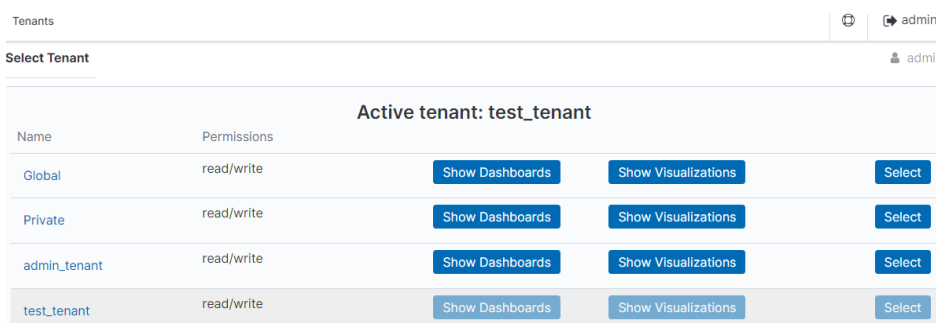 Tenants
admin
Select Tenant
admi
Active tenant: test_tenant
Name Permissions
Global read/write Show Dashboards Show Visualizations Select
Private read/write Show Dashboards Show Visualizations Select
admin_tenant read/write Show Dashboards Show Visualizations Select
test_tenant read/write Show Dashboards Show Visualizations Select